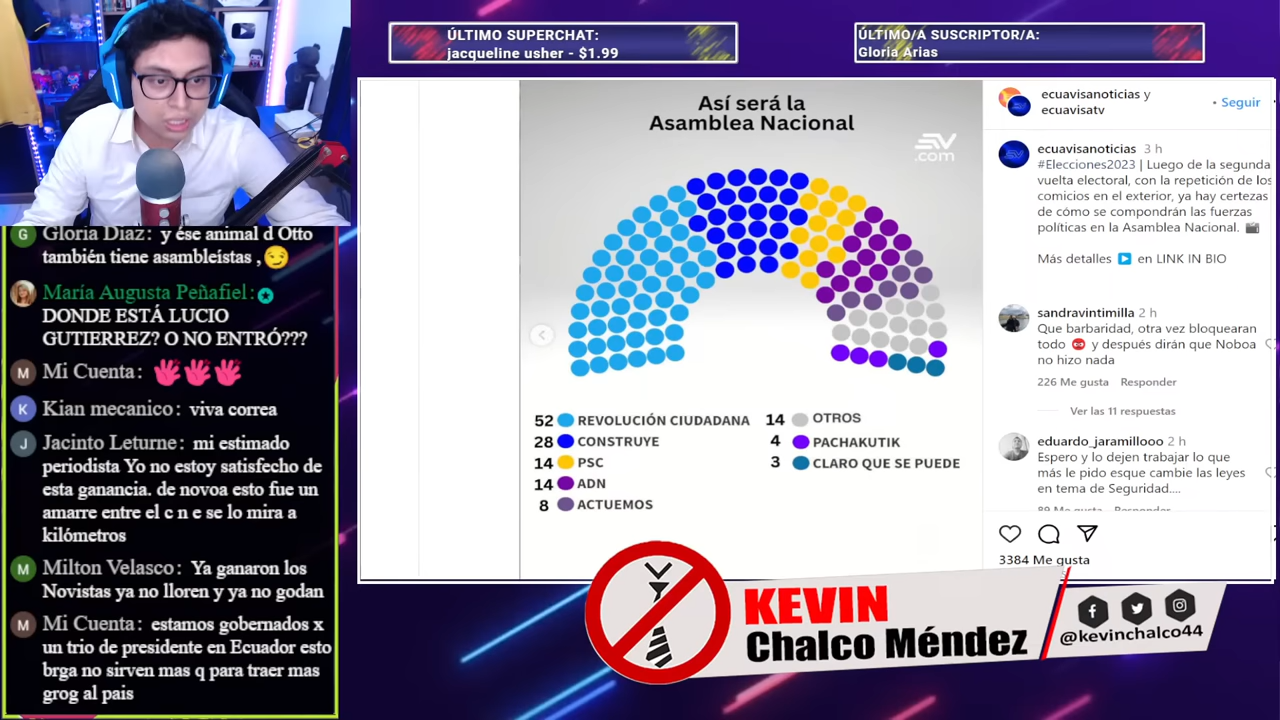 ÚLTIMO SUPERCHAT:
jacqueline usher - $1.99
ÚLTIMO/A SUSCRIPTOR/A:
Gloria Arias
Gloria Diaz: y ése animal d Otto
también tiene asambleístas ,😏
María Augusta Peñafiel:
DONDE ESTÁ LUCIO
GUTIERREZ? O NO ENTRÓ???
Mi Cuenta: 👋👋👋
Kian mecanico: viva correa
Jacinto Leturne: mi estimado
periodista Yo no estoy satisfecho de
esta ganancia. de novoa esto fue un
amarre entre el c n e se lo mira a
kilómetros
Milton Velasco: Ya ganaron los
Novistas ya no lloren y ya no godan
Mi Cuenta: estamos gobernados x
un trio de presidente en Ecuador esto
brga no sirven mas q para traer mas
grog al pais
Así será la
Asamblea Nacional
EV
.com
52 REVOLUCIÓN CIUDADANA
28 CONSTRUYE
14 PSC
14 ADN
8 ACTUEMOS
14 OTROS
4 PACHAKUTIK
3 CLARO QUE SE PUEDE
ecuavisanoticias y
ecuavisatv
• Seguir
ecuavisanoticias 3 h
#Elecciones2023 | Luego de la segunda
vuelta electoral, con la repetición de los
comicios en el exterior, ya hay certezas
de cómo se compondrán las fuerzas
políticas en la Asamblea Nacional. 📷
Más detalles ▶️ en LINK IN BIO
sandravintimilla 2 h
Que barbaridad, otra vez bloquearan
todo ⛔ y después dirán que Noboa
no hizo nada
226 Me gusta Responder
Ver las 11 respuestas
eduardo_jaramillooo 2 h
Espero y lo dejen trabajar lo que
más le pido esque cambie las leyes
en tema de Seguridad....
89 Me gusta Responder
3384 Me gusta
KEVIN
Chalco Méndez
@kevinchalco44